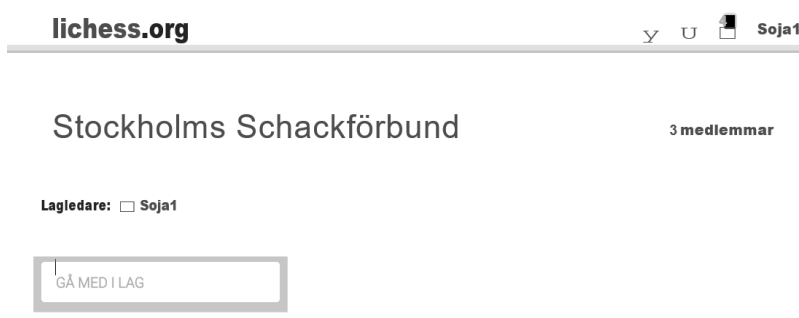 lichess.org
y U Soja1
Stockholms Schackförbund
3 medlemmar
Lagledare: Soja1
GÅ MED I LAG